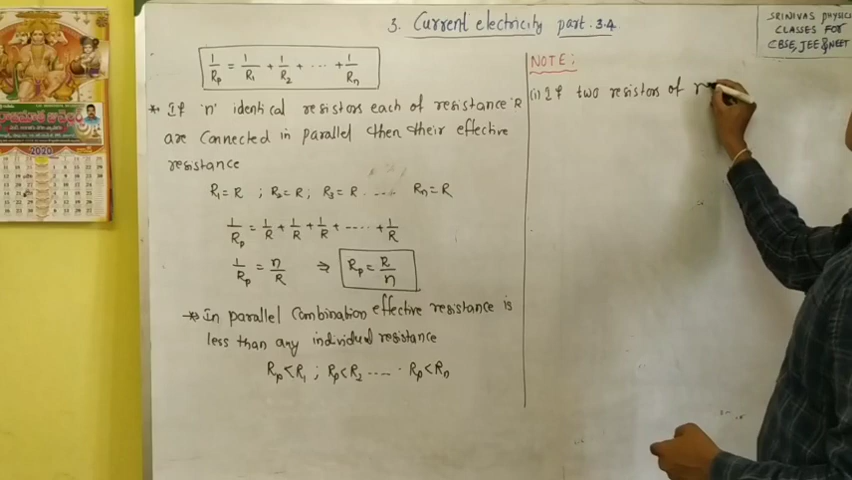 3. Current electricity part. 3.4
SRINIVAS PHYSICS
CLASSES FOR
CBSE, JEE & NEET
1/Rp = 1/R1 + 1/R2 + ... + 1/Rn
* If 'n' identical resistors each of resistance 'R
are Connected in parallel then their effective
resistance
R1 = R ; R2 = R ; R3 = R ..... Rn = R
1/Rp = 1/R + 1/R + 1/R + ..... + 1/R
1/Rp = n/R ⇒ Rp = R/n
* In parallel Combination effective resistance is
less than any individual resistance
Rp < R1 ; Rp < R2 ..... Rp < Rn
NOTE:
(i) If two resistors of r
2020